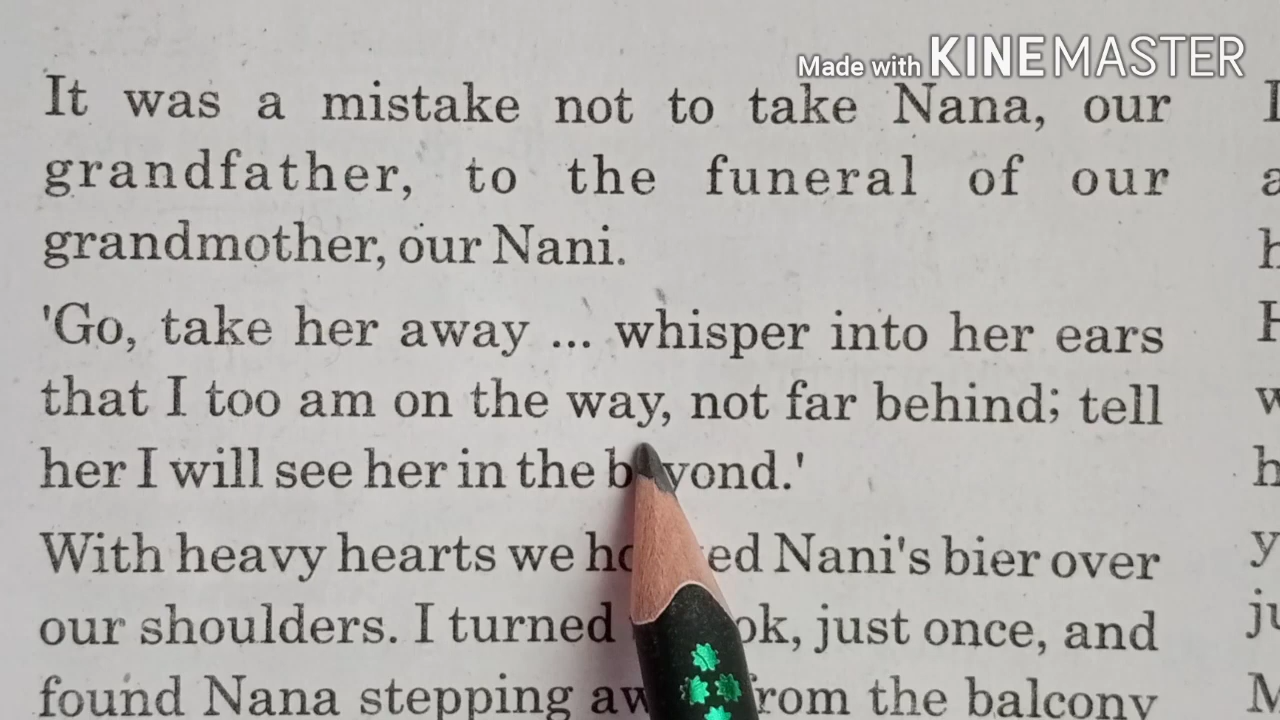 Made with KINEMASTER
It was a mistake not to take Nana, our
grandfather, to the funeral of our
grandmother, our Nani.
'Go, take her away ... whisper into her ears
that I too am on the way, not far behind; tell
her I will see her in the
With heavy hearts we Nani's bier over
our shoulders. I turned just once, and
found Nana stepping from the balcony